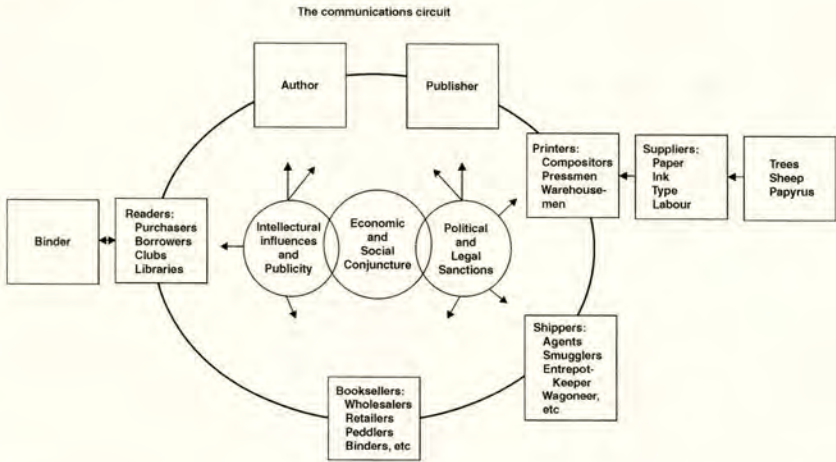 The communications circuit
Author
Publisher
Printers:
Compositors
Pressmen
Warehouse-
men
Suppliers:
Paper
Ink
Type
Labour
Trees
Sheep
Papyrus
Binder
Readers:
Purchasers
Borrowers
Clubs
Libraries
Intellectural
influences
and
Publicity
Economic
and
Social
Conjuncture
Political
and
Legal
Sanctions
Shippers:
Agents
Smugglers
Entrepot-
Keeper
Wagoneer,
etc
Booksellers:
Wholesalers
Retailers
Peddlers
Binders, etc